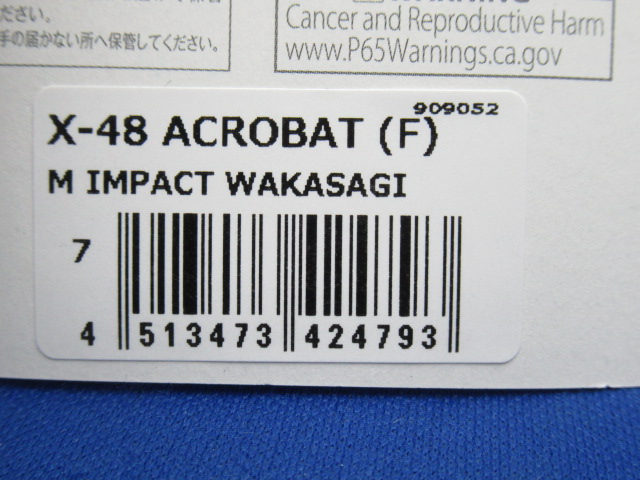 ださい。
手の届かない所へ保管してください。
WARNING
Cancer and Reproductive Harm
www.P65Warnings.ca.gov
909052
X-48 ACROBAT (F)
M IMPACT WAKASAGI
7
4 513473 424793